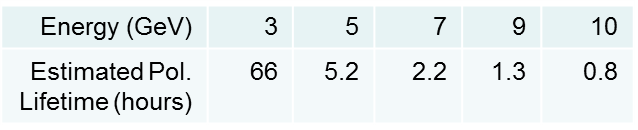 Energy (GeV) 3 5 7 9 10
Estimated Pol. 66 5.2 2.2 1.3 0.8
Lifetime (hours)